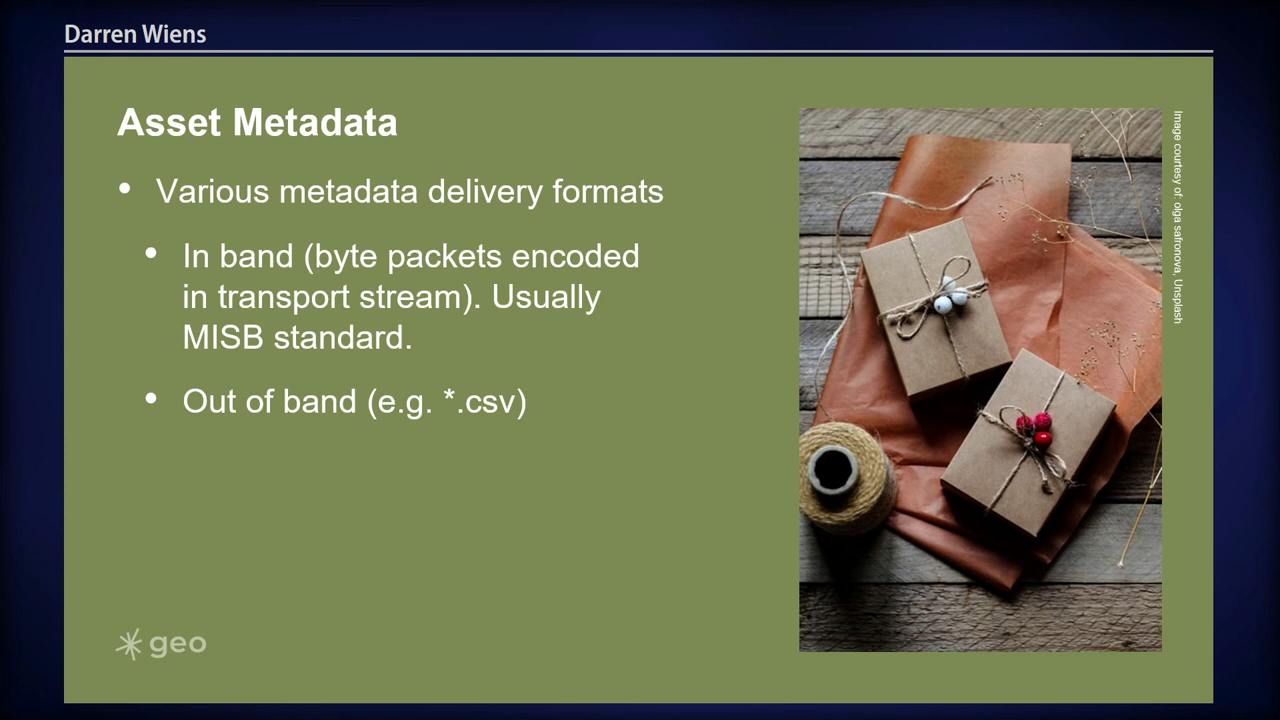 Darren Wiens
Asset Metadata
• Various metadata delivery formats
• In band (byte packets encoded
in transport stream). Usually
MISB standard.
• Out of band (e.g. *.csv)
Image courtesy of: olga safronova, Unsplash
geo